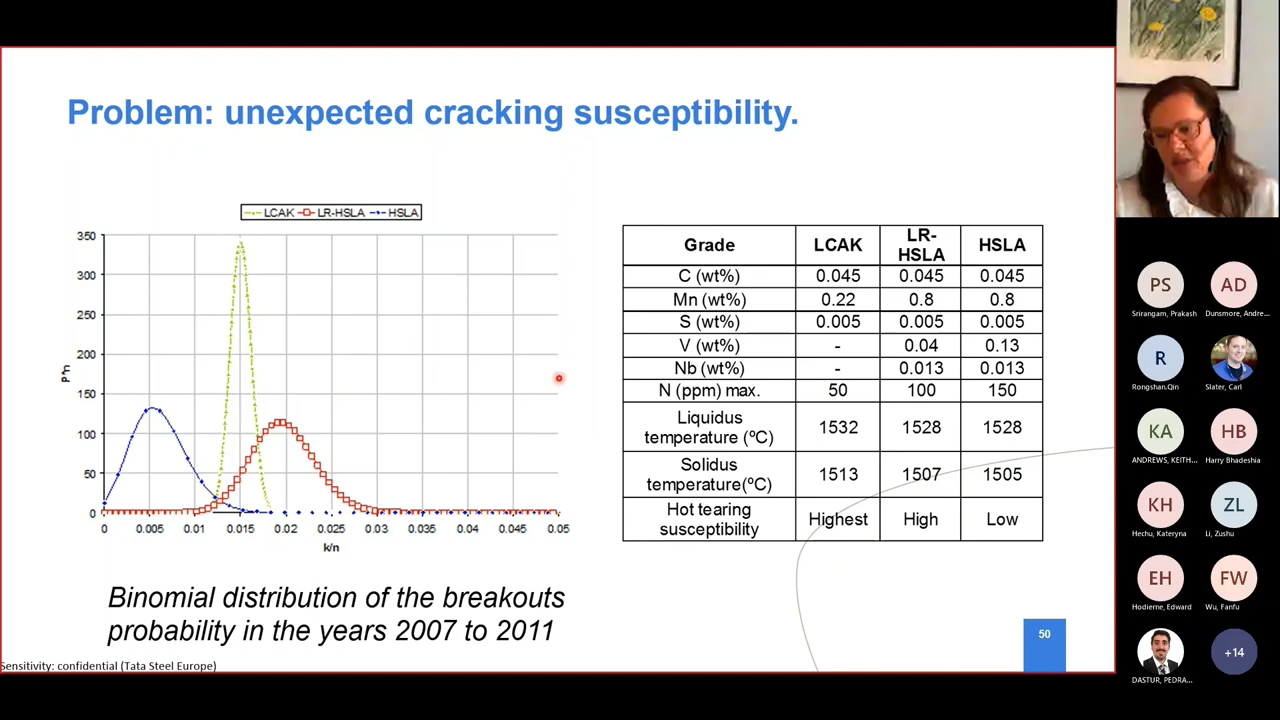 Problem: unexpected cracking susceptibility.
LCAK LR-HSLA HSLA
350
300
250
200
150
100
50
0
P^n
0 0.005 0.01 0.015 0.02 0.025 0.03 0.035 0.04 0.045 0.05
k/n
Grade LCAK LR-HSLA HSLA
C (wt%) 0.045 0.045 0.045
Mn (wt%) 0.22 0.8 0.8
S (wt%) 0.005 0.005 0.005
V (wt%) - 0.04 0.13
Nb (wt%) - 0.013 0.013
N (ppm) max. 50 100 150
Liquidus
temperature (ºC) 1532 1528 1528
Solidus
temperature(ºC) 1513 1507 1505
Hot tearing
susceptibility Highest High Low
Binomial distribution of the breakouts
probability in the years 2007 to 2011
50
Sensitivity: confidential (Tata Steel Europe)
PS AD
Srirangam, Prakash Dunsmore, Andre...
R
Rongshan.Qin Slater, Carl
KA HB
ANDREWS, KEITH... Harry Bhadeshia
KH ZL
Hechu, Kateryna Li, Zushu
EH FW
Hodierne, Edward Wu, Fanfu
+14
DASTUR, PEDRA...